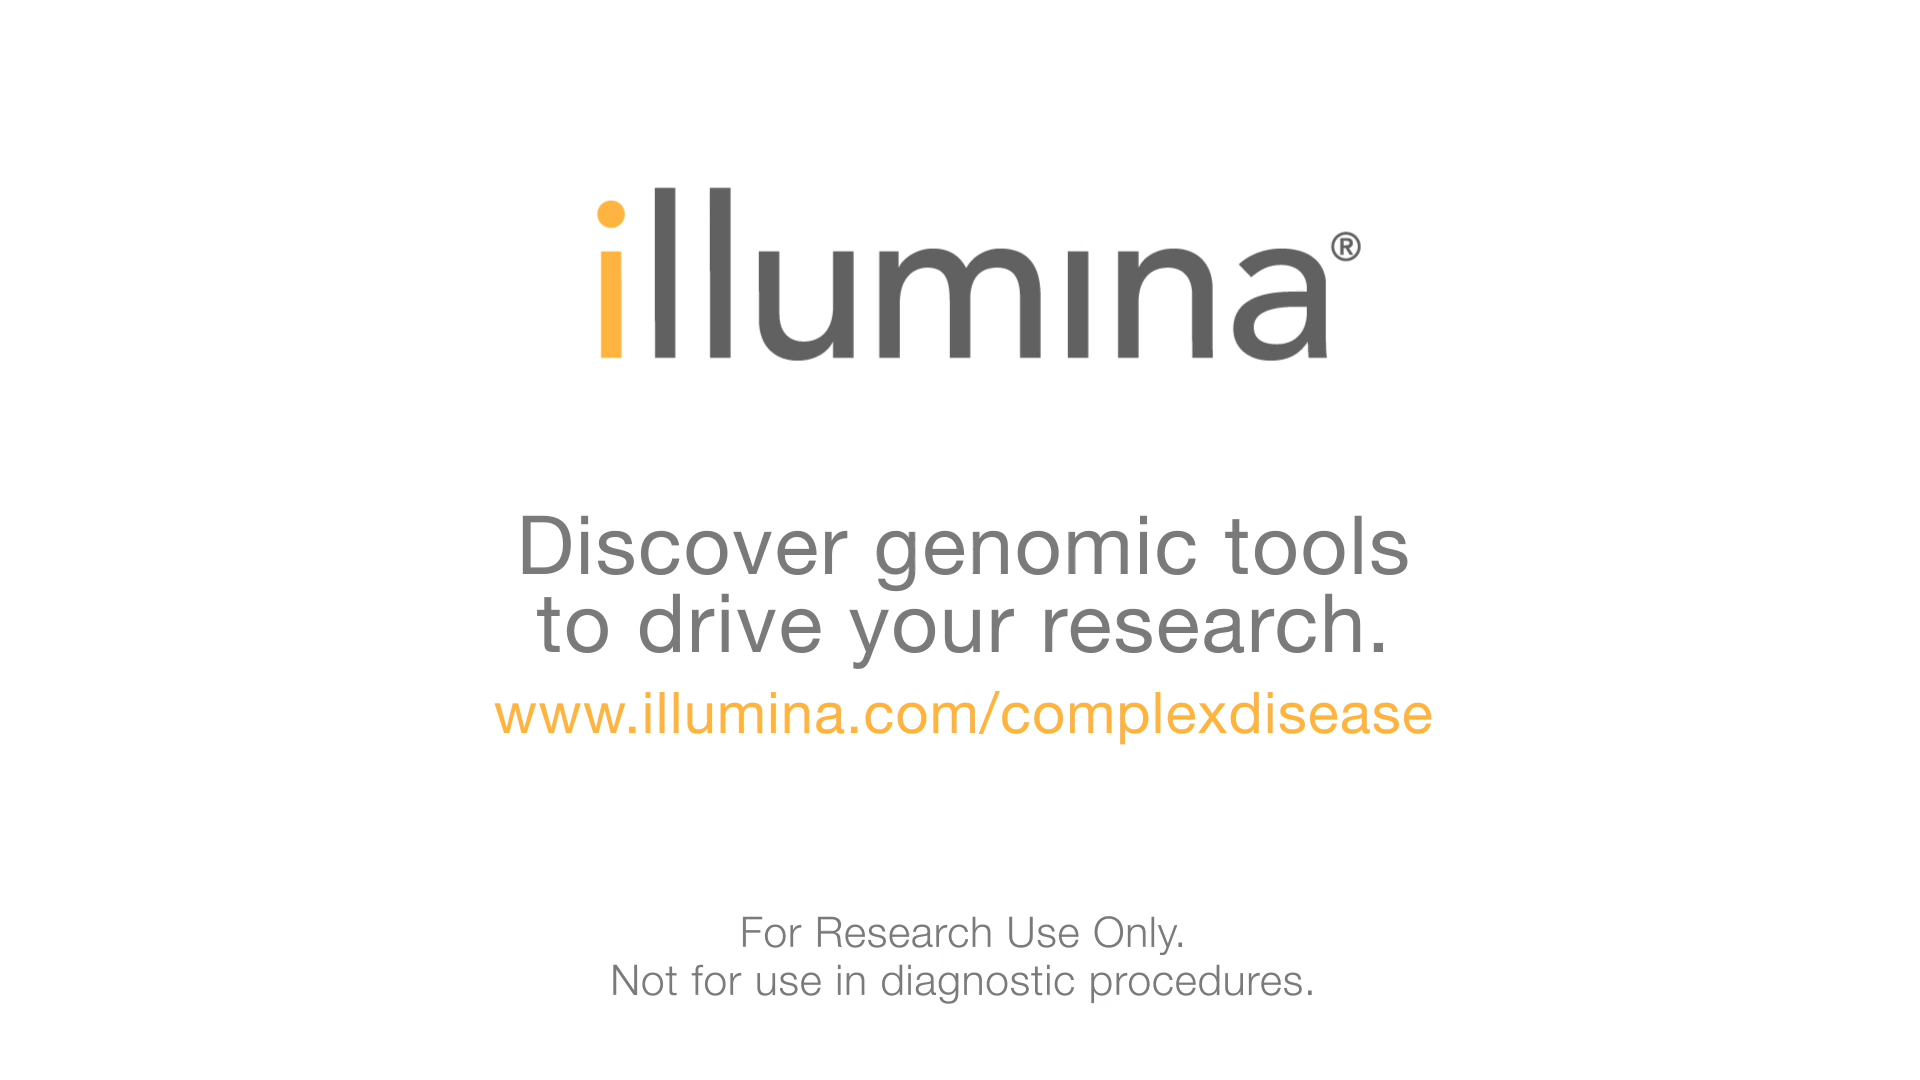 illumina®
Discover genomic tools
to drive your research.
www.illumina.com/complexdisease
For Research Use Only.
Not for use in diagnostic procedures.